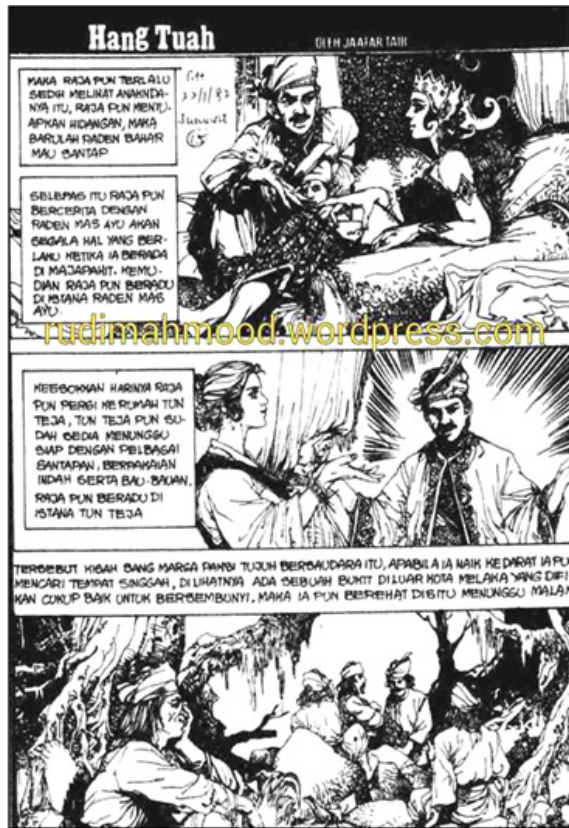 Hang Tuah
OLEH JAAFAR TAIB
MAKA RAJA PUN TERLALU
SEDIH MELIHAT ANAKNDA-
NYA ITU, RAJA PUN MENYU-
APKAN HIDANGAN, MAKA
BARULAH RADEN BAHAR
MAU SANTAP
SELEPAS ITU RAJA PUN
BERCERITA DENGAN
RADEN MAS AYU AKAN
SEGALA HAL YANG BER-
LAKU KETIKA IA BERADA
DI MAJAPAHIT. KEMU-
DIAN RAJA PUN BERADU
DI ISTANA RADEN MAS
AYU.
rudimahmood.wordpress.com
KEESOKKAN HARINYA RAJA
PUN PERGI KE RUMAH TUN
TEJA, TUN TEJA PUN SU-
DAH SEDIA MENUNGGU
SIAP DENGAN PELBAGAI
SANTAPAN, BERPAKAIAN
INDAH SERTA BAU-BAUAN.
RAJA PUN BERADU DI
ISTANA TUN TEJA
TERSEBUT KISAH SANG MARGA PAKSI TUJUH BERSAUDARA ITU, APABILA IA NAIK KE DARAT IA PU
MENCARI TEMPAT SINGGAH, DI LIHATNYA ADA SEBUAH BUKIT DI LUAR KOTA MELAKA YANG DIFI
KAN CUKUP BAIK UNTUK BERSEMBUNYI, MAKA IA PUN BEREHAT DISITU MENUNGGU MALAM